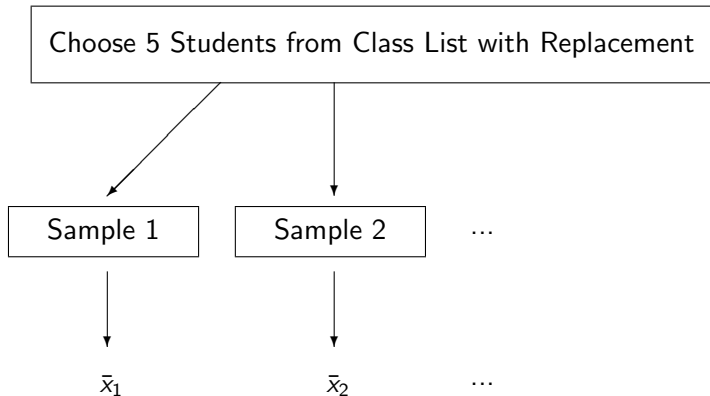 Choose 5 Students from Class List with Replacement
Sample 1 Sample 2 ...
x̄₁ x̄₂ ...